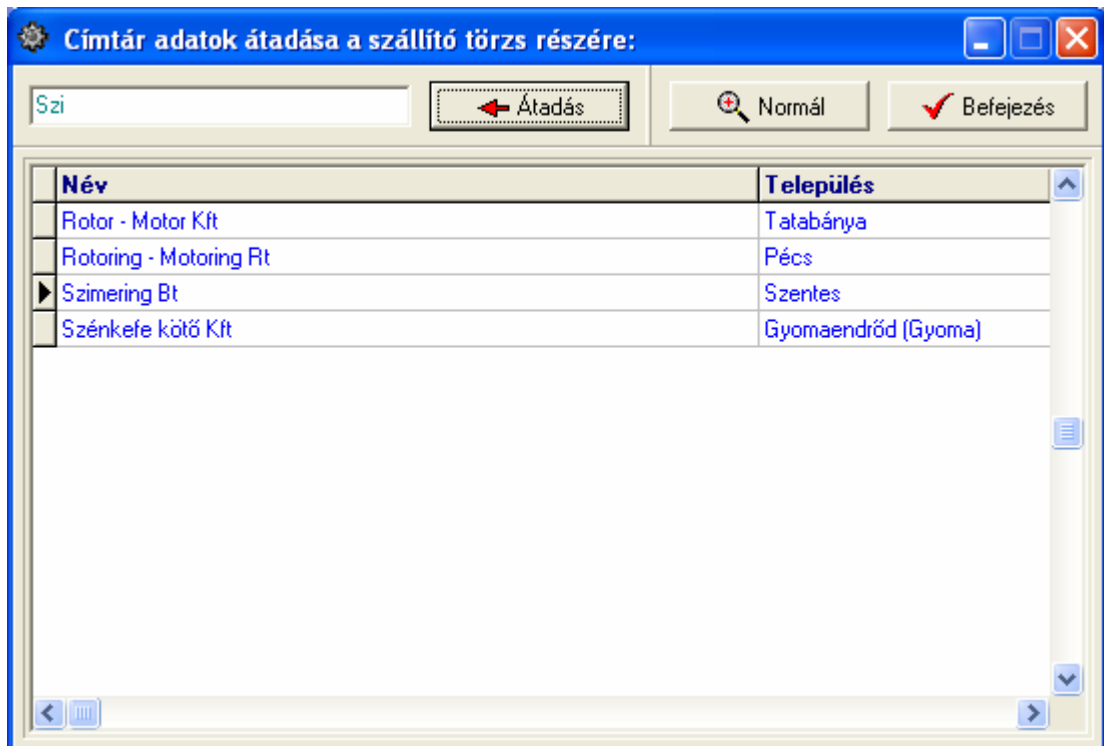 Címtár adatok átadása a szállító törzs részére:
Szi Átadás Normál Befejezés
Név Település
Rotor - Motor Kft Tatabánya
Rotoring - Motoring Rt Pécs
Szimering Bt Szentes
Szénkefe kötő Kft Gyomaendrőd (Gyoma)